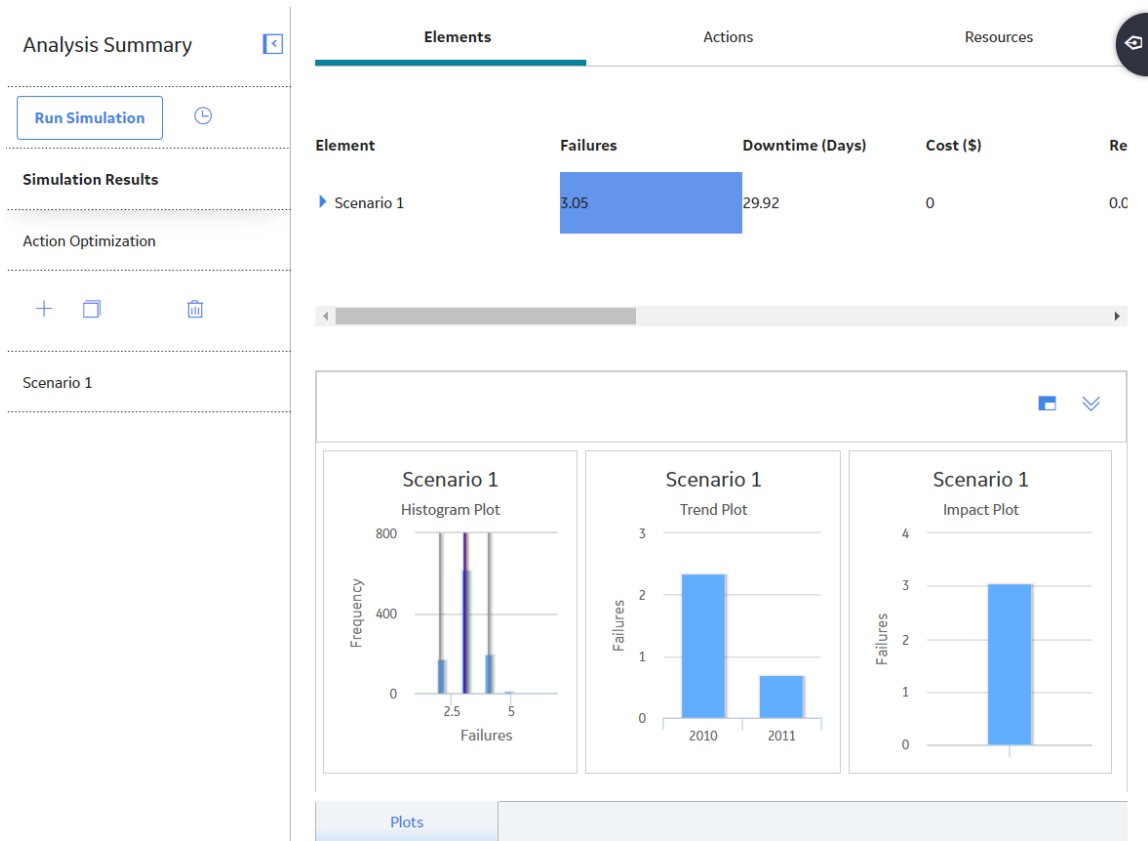 Analysis Summary
Run Simulation
Simulation Results
Action Optimization
Scenario 1
Elements Actions Resources
Element Failures Downtime (Days) Cost ($) Re
Scenario 1 3.05 29.92 0 0.0
Scenario 1
Histogram Plot
800
400
0
Frequency
2.5 5
Failures
Scenario 1
Trend Plot
3
2
1
0
Failures
2010 2011
Scenario 1
Impact Plot
4
3
2
1
0
Failures
Plots